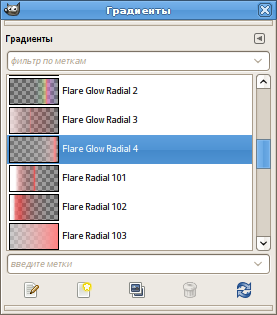 Градиенты
Градиенты
фильтр по меткам
Flare Glow Radial 2
Flare Glow Radial 3
Flare Glow Radial 4
Flare Radial 101
Flare Radial 102
Flare Radial 103
введите метки